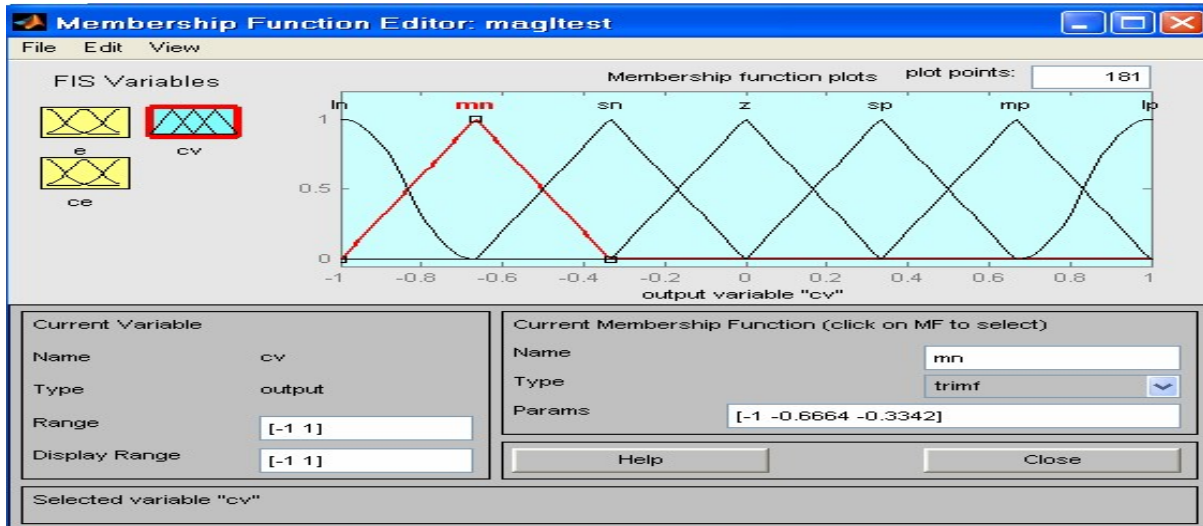 Membership Function Editor: magltest
File Edit View
FIS Variables
Membership function plots plot points: 181
e cv
ce
ln mn sn z sp mp lp
1
0.5
0
-1 -0.8 -0.6 -0.4 -0.2 0 0.2 0.4 0.6 0.8 1
output variable "cv"
Current Variable
Name cv
Type output
Range [-1 1]
Display Range [-1 1]
Current Membership Function (click on MF to select)
Name mn
Type trimf
Params [-1 -0.6664 -0.3342]
Help Close
Selected variable "cv"